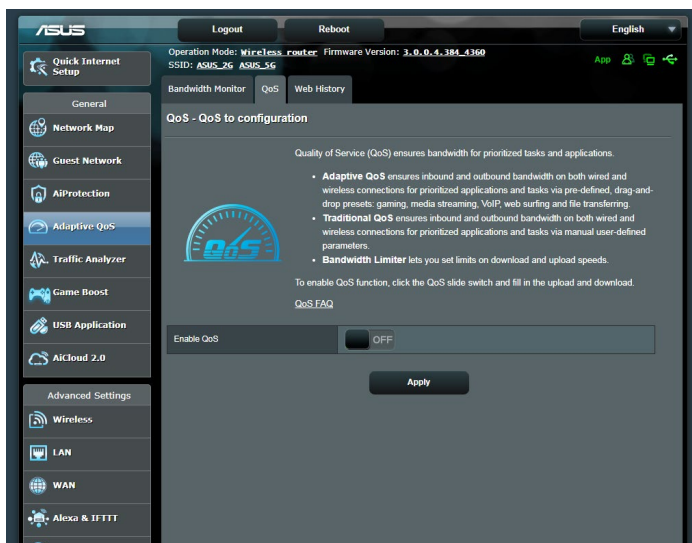 ASUS
Logout
Reboot
English
Operation Mode: Wireless router Firmware Version: 3.0.0.4.384_4360
SSID: ASUS_2G ASUS_5G
App
Quick Internet
Setup
General
Network Map
Guest Network
AiProtection
Adaptive QoS
Traffic Analyzer
Game Boost
USB Application
AiCloud 2.0
Advanced Settings
Wireless
LAN
WAN
Alexa & IFTTT
Bandwidth Monitor
QoS
Web History
QoS - QoS to configuration
QoS
Quality of Service (QoS) ensures bandwidth for prioritized tasks and applications.
• Adaptive QoS ensures inbound and outbound bandwidth on both wired and
wireless connections for prioritized applications and tasks via pre-defined, drag-and-
drop presets: gaming, media streaming, VoIP, web surfing and file transferring.
• Traditional QoS ensures inbound and outbound bandwidth on both wired and
wireless connections for prioritized applications and tasks via manual user-defined
parameters.
• Bandwidth Limiter lets you set limits on download and upload speeds.
To enable QoS function, click the QoS slide switch and fill in the upload and download.
QoS FAQ
Enable QoS
OFF
Apply